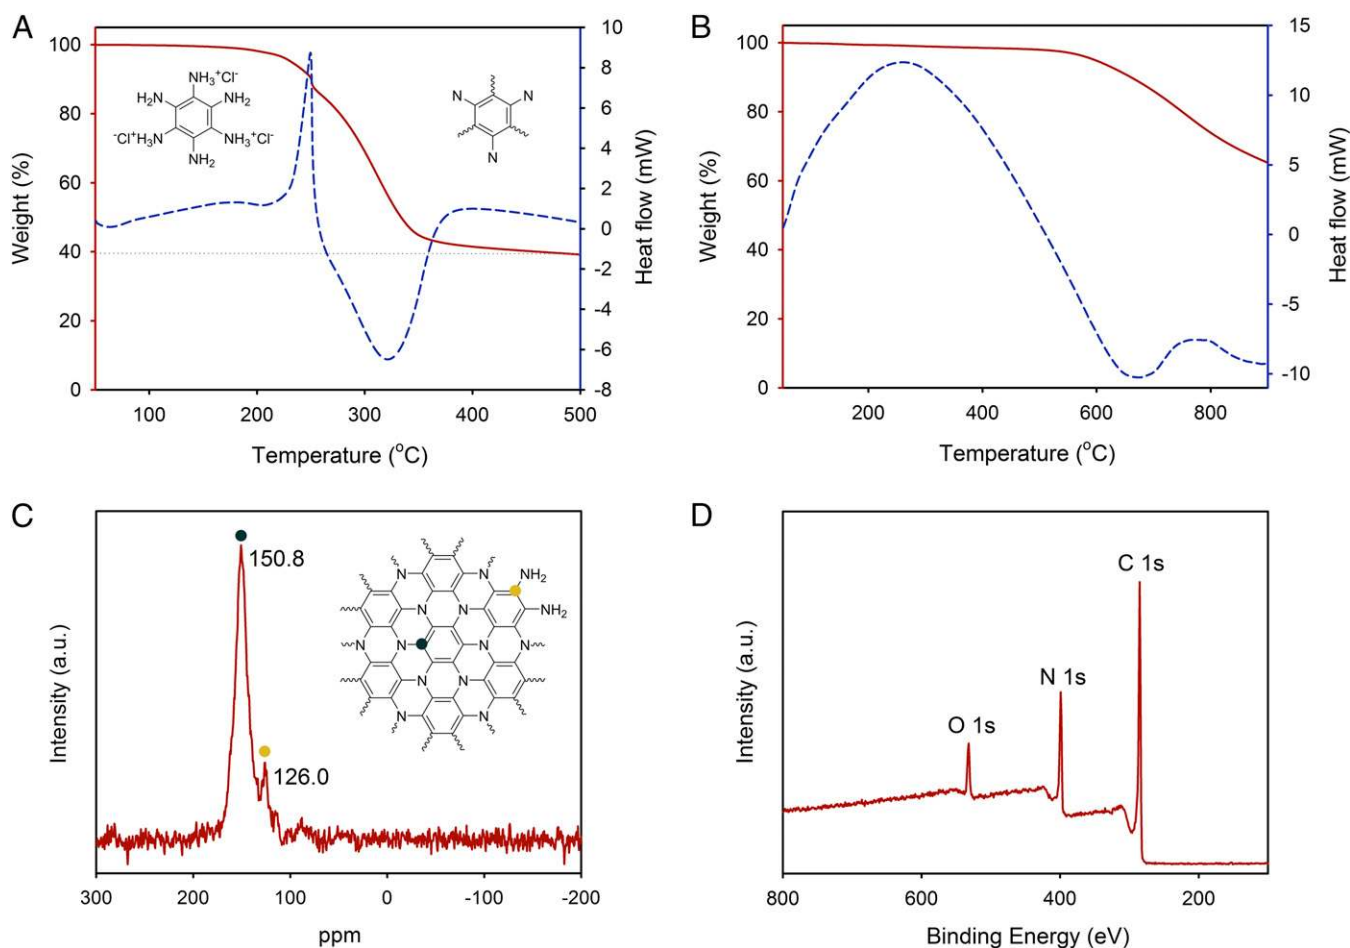 A
100
80
60
40
20
0
Weight (%)
100
200
300
400
500
Temperature (°C)
10
8
6
4
2
0
-2
-4
-6
-8
Heat flow (mW)
NH3+Cl-
H2N
NH2
-Cl+H3N
NH3+Cl-
NH2
N
N
N
B
100
80
60
40
20
0
Weight (%)
200
400
600
800
Temperature (°C)
15
10
5
0
-5
-10
Heat flow (mW)
C
150.8
126.0
Intensity (a.u.)
300
200
100
0
-100
-200
ppm
N
N
NH2
NH2
N
N
N
N
N
N
N
N
N
N
N
D
C 1s
N 1s
O 1s
Intensity (a.u.)
800
600
400
200
Binding Energy (eV)